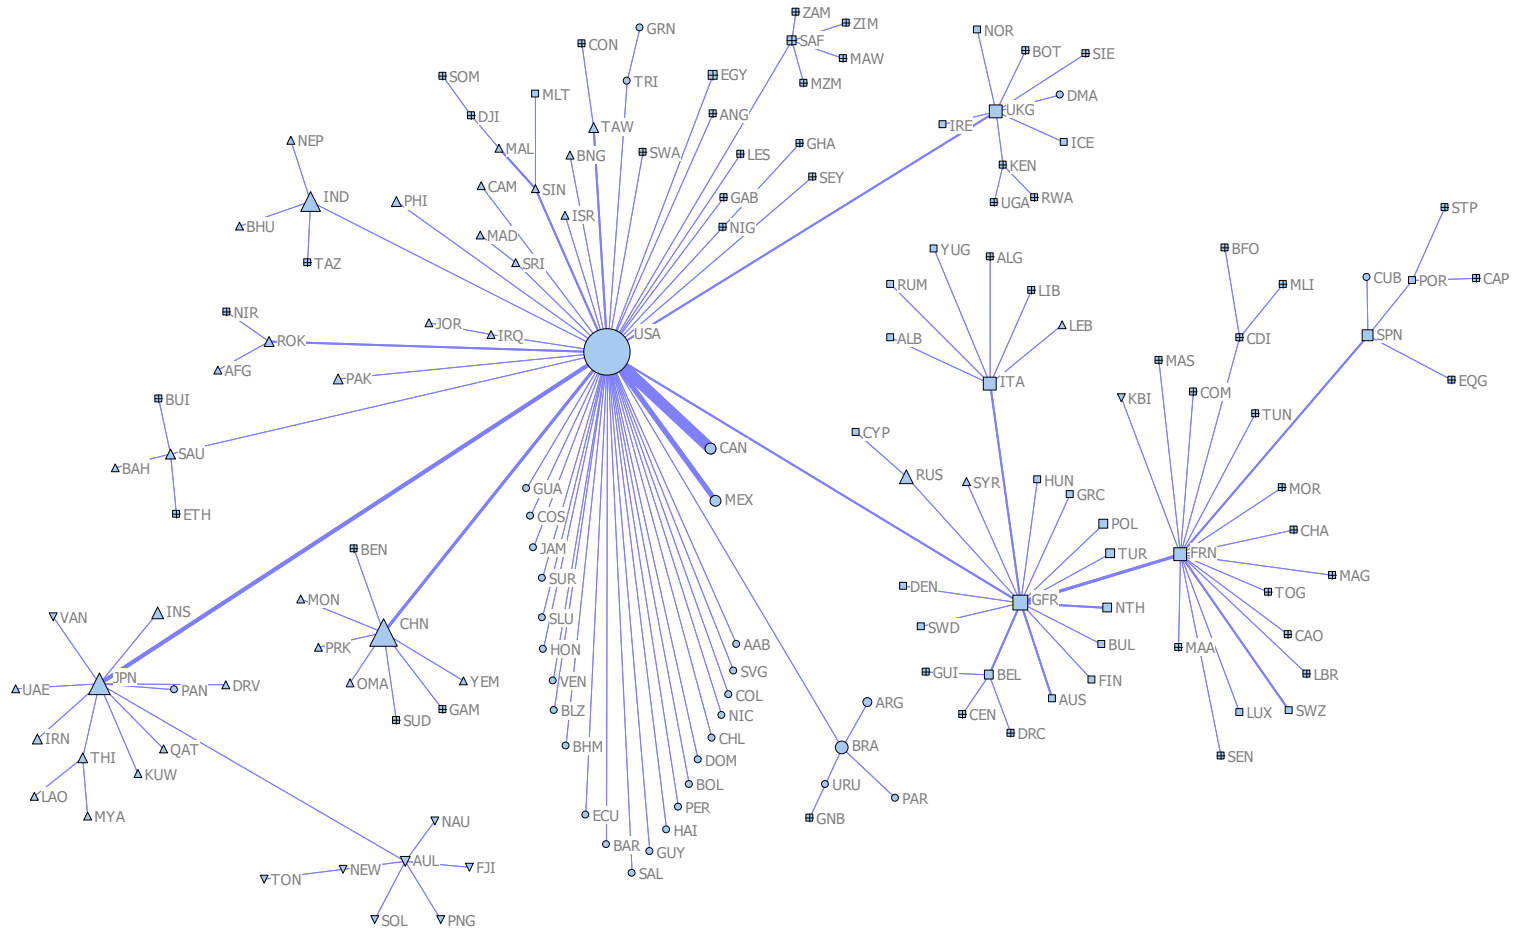 ZAM
ZIM
GRN
NOR
SAF
CON
BOT
SIE
MAW
SOM
EGY
TRI
MZM
MLT
DMA
UKG
ANG
DJI
IRE
TAW
NEP
ICE
GHA
MAL
BNG
SWA
LES
KEN
SEY
CAM
SIN
IND
PHI
GAB
RWA
UGA
STP
ISR
BHU
NIG
MAD
YUG
BFO
ALG
TAZ
SRI
CUB
POR
CAP
RUM
MLI
LIB
NIR
JOR
LEB
USA
IRQ
SPN
ALB
CDI
ROK
MAS
AFG
PAK
EQG
ITA
COM
KBI
BUI
TUN
CYP
CAN
SAU
BAH
RUS
SYR
HUN
GUA
MOR
GRC
MEX
ETH
COS
POL
CHA
JAM
BEN
TUR
FRN
MAG
SUR
DEN
TOG
MON
GFR
NTH
INS
VAN
SLU
CHN
SWD
CAO
AAB
BUL
PRK
HON
MAA
SVG
GUI
BEL
LBR
JPN
VEN
FIN
YEM
OMA
DRV
UAE
PAN
COL
AUS
ARG
BLZ
GAM
NIC
CEN
LUX
SWZ
SUD
DRC
CHL
IRN
BHM
BRA
QAT
SEN
THI
DOM
KUW
BOL
URU
LAO
PAR
PER
ECU
MYA
GNB
NAU
HAI
BAR
GUY
AUL
NEW
FJI
SAL
TON
SOL
PNG